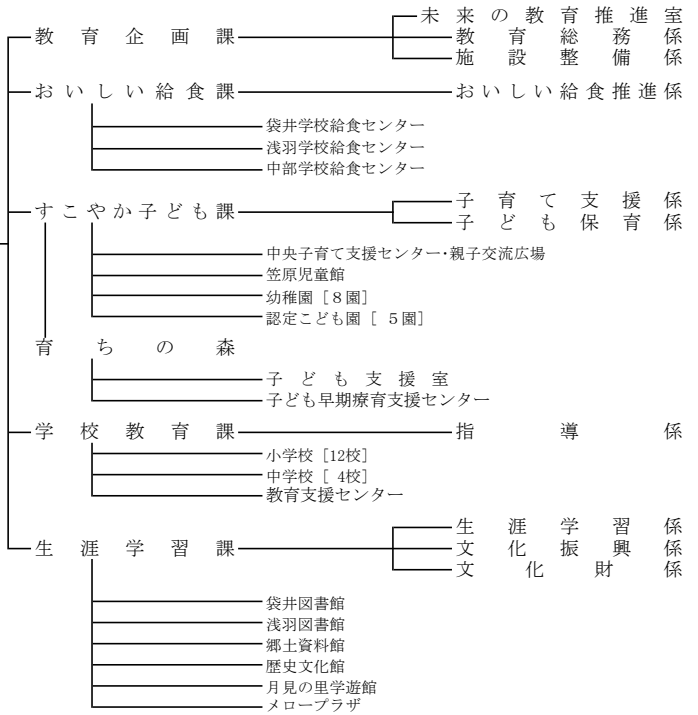 未来の教育推進室
教育企画課
教育総務係
施設整備係
おいしい給食課
おいしい給食推進係
袋井学校給食センター
浅羽学校給食センター
中部学校給食センター
すこやか子ども課
子育て支援係
子ども保育係
中央子育て支援センター・親子交流広場
笠原児童館
幼稚園［８園］
認定こども園［ ５園］
育ちの森
子ども支援室
子ども早期療育支援センター
学校教育課
指導係
小学校［12校］
中学校［ 4校］
教育支援センター
生涯学習課
生涯学習係
文化振興係
文化財係
袋井図書館
浅羽図書館
郷土資料館
歴史文化館
月見の里学遊館
メロープラザ